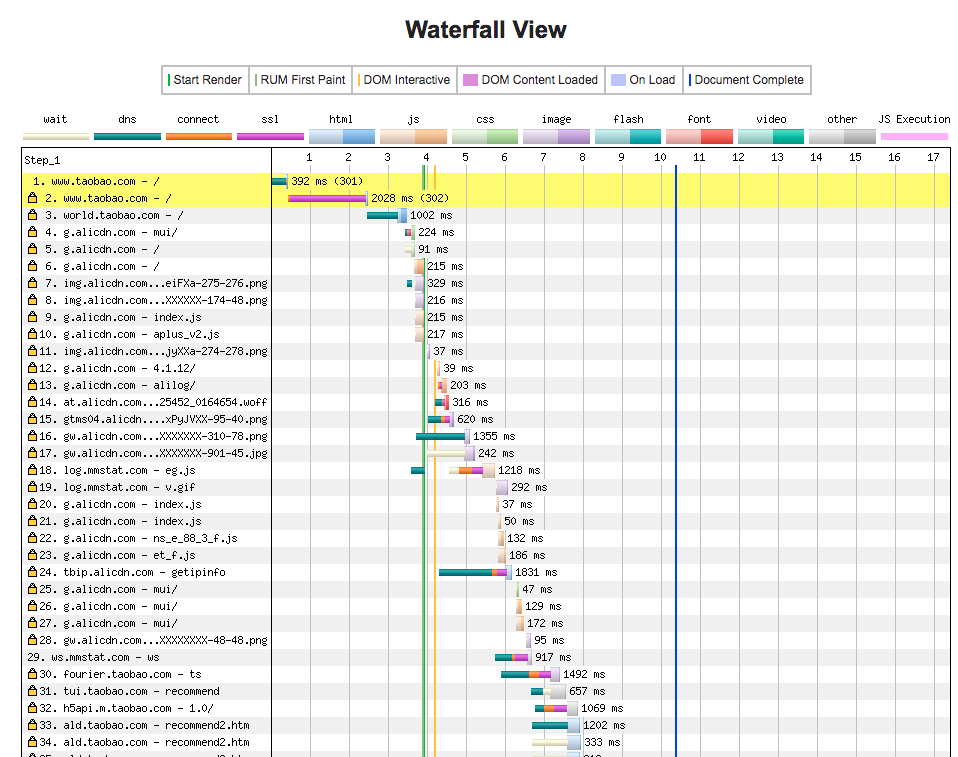 Waterfall View
Start Render RUM First Paint DOM Interactive DOM Content Loaded On Load Document Complete
wait dns connect ssl html js css image flash font video other JS Execution
Step_1 1 2 3 4 5 6 7 8 9 10 11 12 13 14 15 16 17
1. www.taobao.com - / 392 ms (301)
2. www.taobao.com - / 2028 ms (302)
3. world.taobao.com - / 1002 ms
4. g.alicdn.com - mui/ 224 ms
5. g.alicdn.com - / 91 ms
6. g.alicdn.com - / 215 ms
7. img.alicdn.com...eiFXa-275-276.png 329 ms
8. img.alicdn.com...XXXXXX-174-48.png 216 ms
9. g.alicdn.com - index.js 215 ms
10. g.alicdn.com - aplus_v2.js 217 ms
11. img.alicdn.com...jyXXa-274-278.png 37 ms
12. g.alicdn.com - 4.1.12/ 39 ms
13. g.alicdn.com - alilog/ 203 ms
14. at.alicdn.com...25452_0164654.woff 316 ms
15. gtms04.alicdn....xPyJVXX-95-40.png 620 ms
16. gw.alicdn.com...XXXXXXX-310-78.png 1355 ms
17. gw.alicdn.com...XXXXXXX-901-45.jpg 242 ms
18. log.mmstat.com - eg.js 1218 ms
19. log.mmstat.com - v.gif 292 ms
20. g.alicdn.com - index.js 37 ms
21. g.alicdn.com - index.js 50 ms
22. g.alicdn.com - ns_e_88_3_f.js 132 ms
23. g.alicdn.com - et_f.js 186 ms
24. tbip.alicdn.com - getipinfo 1831 ms
25. g.alicdn.com - mui/ 47 ms
26. g.alicdn.com - mui/ 129 ms
27. g.alicdn.com - mui/ 172 ms
28. gw.alicdn.com...XXXXXXXX-48-48.png 95 ms
29. ws.mmstat.com - ws 917 ms
30. fourier.taobao.com - ts 1492 ms
31. tui.taobao.com - recommend 657 ms
32. h5api.m.taobao.com - 1.0/ 1069 ms
33. ald.taobao.com - recommend2.htm 1202 ms
34. ald.taobao.com - recommend2.htm 333 ms